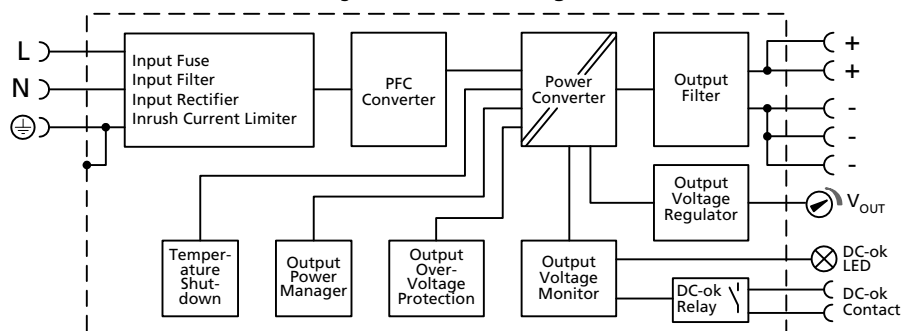 L
N
Input Fuse
Input Filter
Input Rectifier
Inrush Current Limiter
PFC
Converter
Power
Converter
Output
Filter
+
+
-
-
-
Output
Voltage
Regulator
VOUT
Temper-
ature
Shut-
down
Output
Power
Manager
Output
Over-
Voltage
Protection
Output
Voltage
Monitor
DC-ok
LED
DC-ok
Relay
DC-ok
Contact